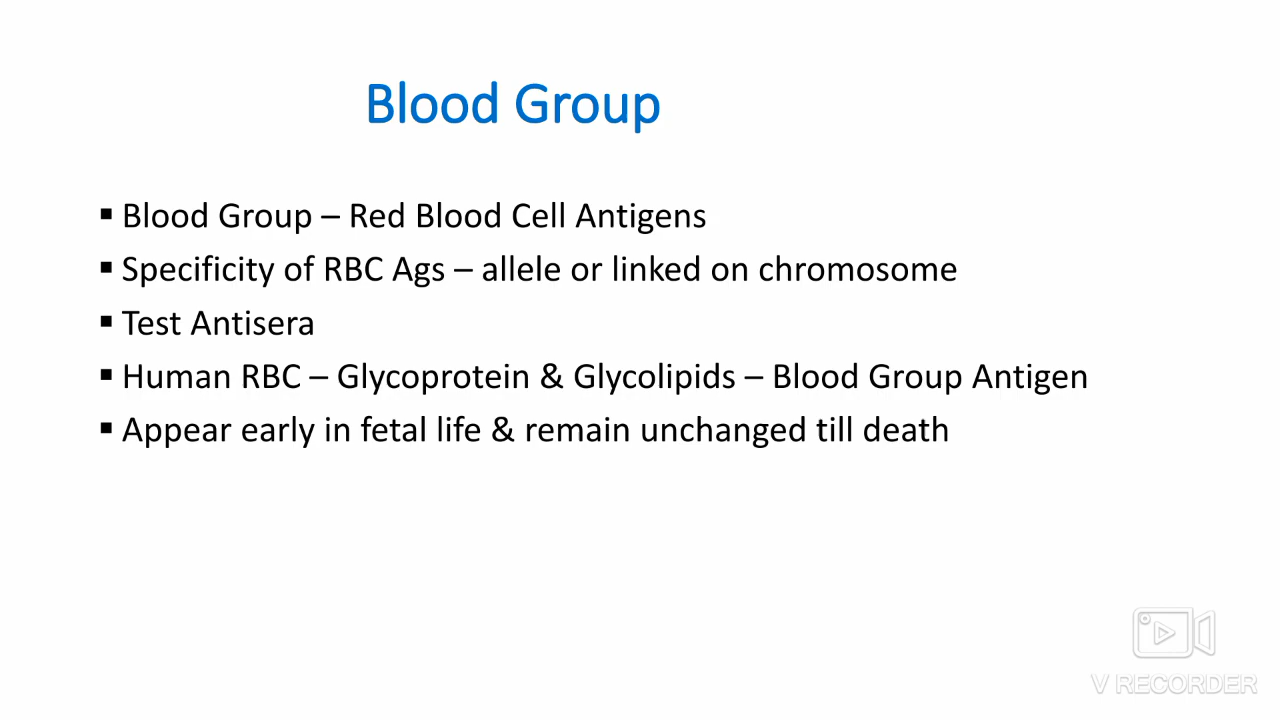 Blood Group
▪ Blood Group – Red Blood Cell Antigens
▪ Specificity of RBC Ags – allele or linked on chromosome
▪ Test Antisera
▪ Human RBC – Glycoprotein & Glycolipids – Blood Group Antigen
▪ Appear early in fetal life & remain unchanged till death
V RECORDER